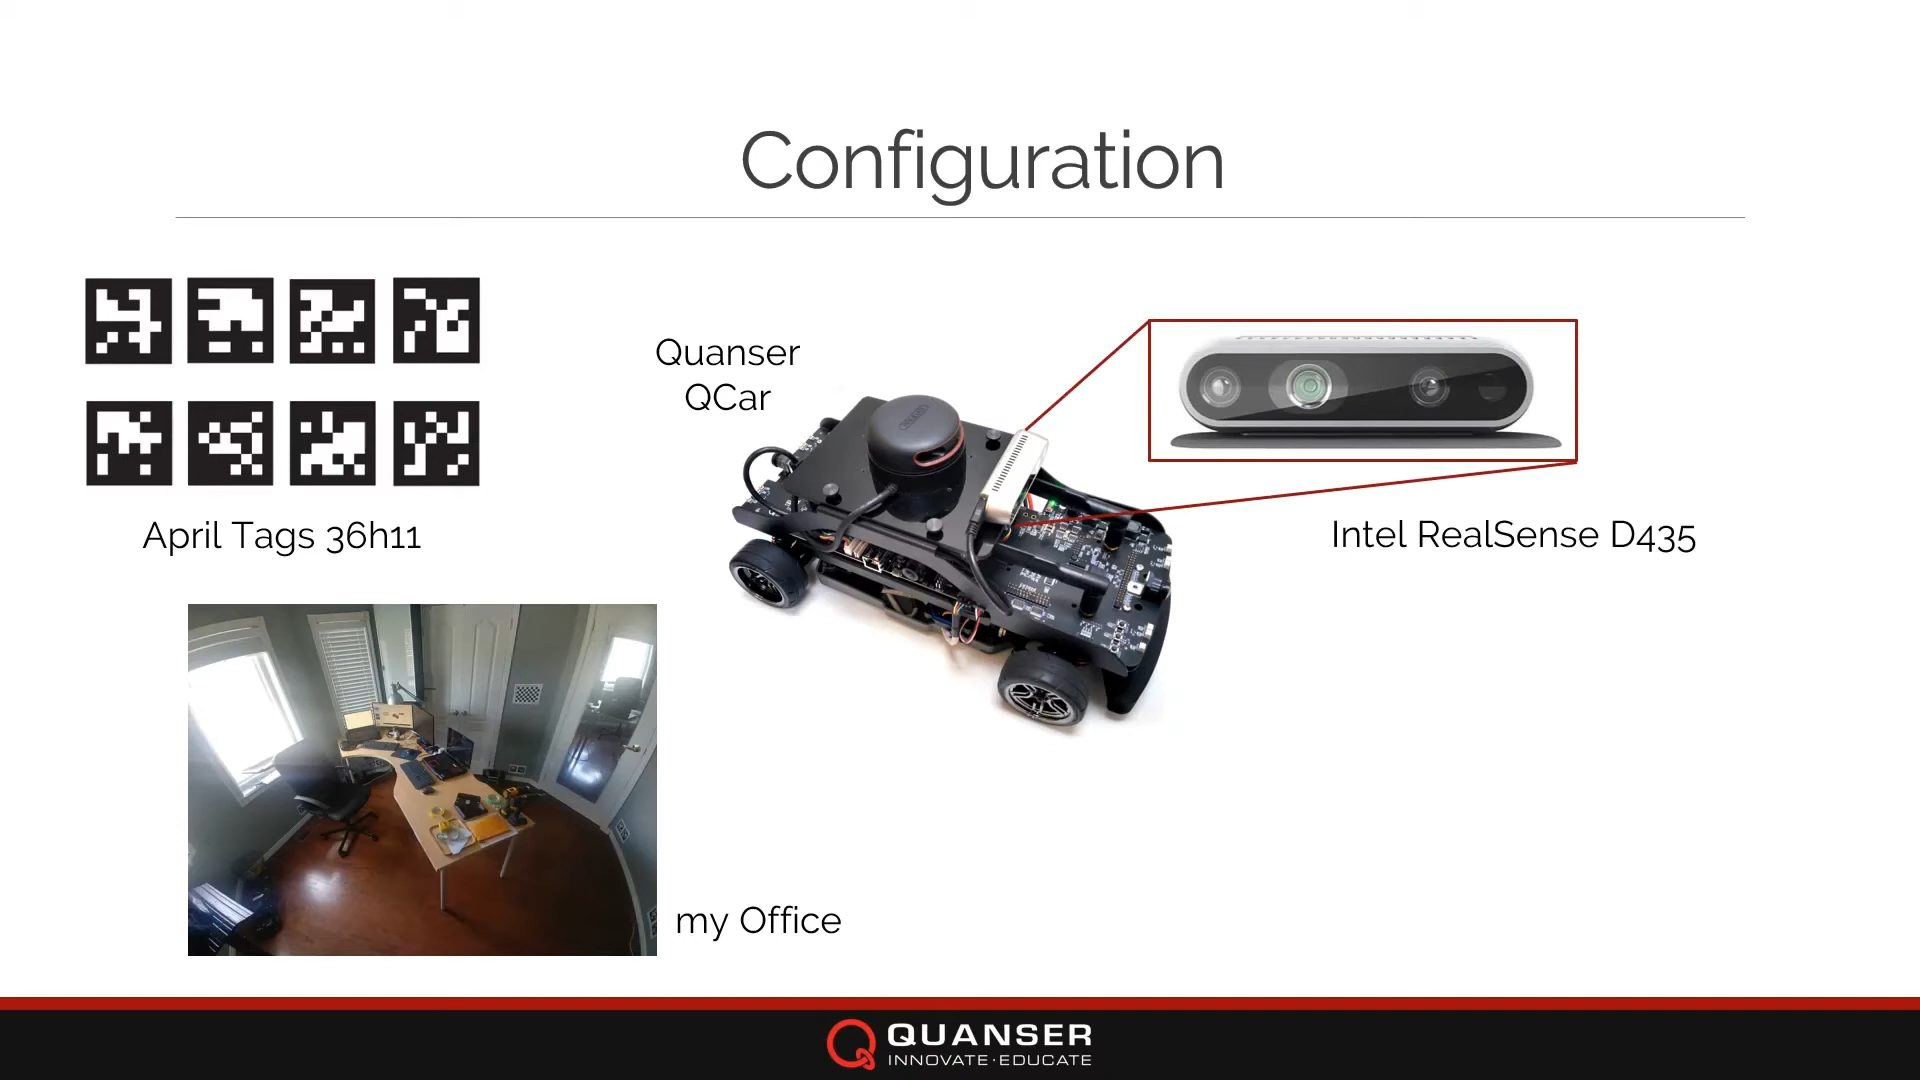 Configuration
Quanser
QCar
April Tags 36h11
Intel RealSense D435
my Office
QUANSER
INNOVATE·EDUCATE